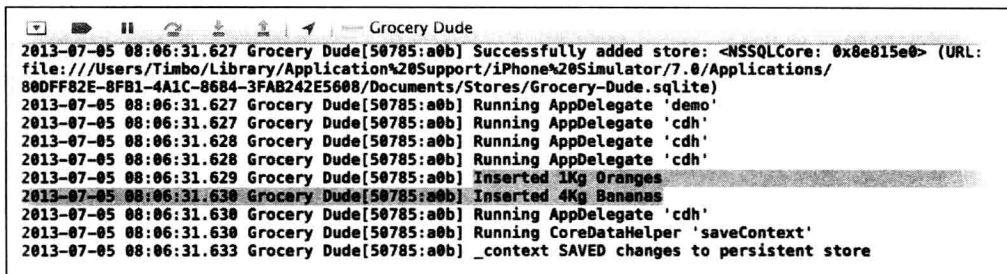 Grocery Dude
2013-07-05 08:06:31.627 Grocery Dude[50785:a0b] Successfully added store: <NSSQLCore: 0x8e815e0> (URL:
file:///Users/Timbo/Library/Application%20Support/iPhone%20Simulator/7.0/Applications/
80DFF82E-8FB1-4A1C-8684-3FAB242E5608/Documents/Stores/Grocery-Dude.sqlite)
2013-07-05 08:06:31.627 Grocery Dude[50785:a0b] Running AppDelegate 'demo'
2013-07-05 08:06:31.627 Grocery Dude[50785:a0b] Running AppDelegate 'cdh'
2013-07-05 08:06:31.628 Grocery Dude[50785:a0b] Running AppDelegate 'cdh'
2013-07-05 08:06:31.628 Grocery Dude[50785:a0b] Running AppDelegate 'cdh'
2013-07-05 08:06:31.629 Grocery Dude[50785:a0b] Inserted 1Kg Oranges
2013-07-05 08:06:31.630 Grocery Dude[50785:a0b] Inserted 4Kg Bananas
2013-07-05 08:06:31.630 Grocery Dude[50785:a0b] Running AppDelegate 'cdh'
2013-07-05 08:06:31.630 Grocery Dude[50785:a0b] Running CoreDataHelper 'saveContext'
2013-07-05 08:06:31.633 Grocery Dude[50785:a0b] _context SAVED changes to persistent store